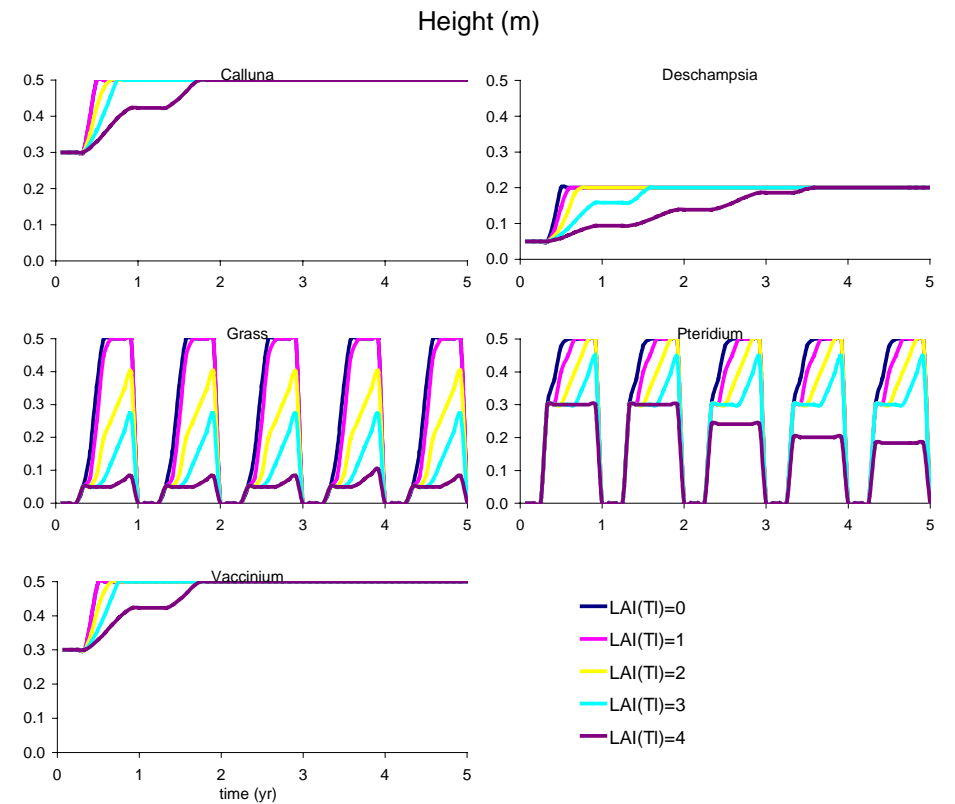 Height (m)
Calluna
0.5
0.4
0.3
0.2
0.1
0.0
0 1 2 3 4 5
Deschampsia
0.5
0.4
0.3
0.2
0.1
0.0
0 1 2 3 4 5
Grass
0.5
0.4
0.3
0.2
0.1
0.0
0 1 2 3 4 5
Pteridium
0.5
0.4
0.3
0.2
0.1
0.0
0 1 2 3 4 5
Vaccinium
0.5
0.4
0.3
0.2
0.1
0.0
0 1 2 3 4 5
time (yr)
LAI(Tl)=0
LAI(Tl)=1
LAI(Tl)=2
LAI(Tl)=3
LAI(Tl)=4